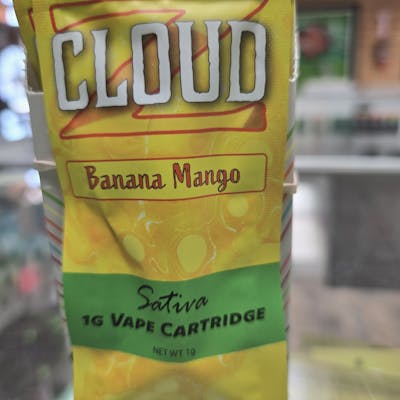 CLOUD
Z
Banana Mango
Sativa
1G VAPE CARTRIDGE
NET WT 1G